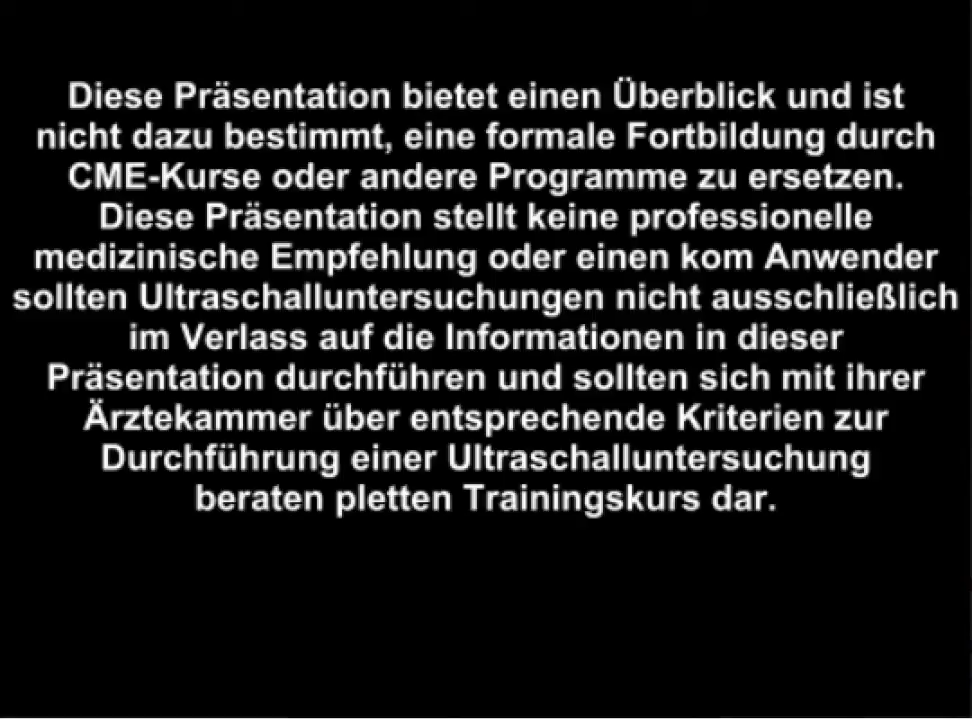 Diese Präsentation bietet einen Überblick und ist
nicht dazu bestimmt, eine formale Fortbildung durch
CME-Kurse oder andere Programme zu ersetzen.
Diese Präsentation stellt keine professionelle
medizinische Empfehlung oder einen kom Anwender
sollten Ultraschalluntersuchungen nicht ausschließlich
im Verlass auf die Informationen in dieser
Präsentation durchführen und sollten sich mit ihrer
Ärztekammer über entsprechende Kriterien zur
Durchführung einer Ultraschalluntersuchung
beraten pletten Trainingskurs dar.